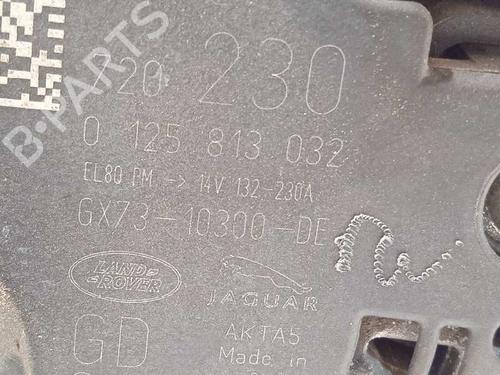 720 230
0 125 813 032
EL80 PM -> 14V 132-230A
GX73-10300-DE
LAND ROVER
JAGUAR
GD
AKTA5
Made in
B-PARTS